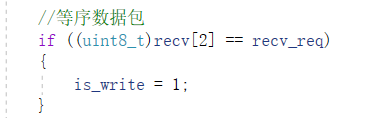 //等序数据包
if ((uint8_t)recv[2] == recv_req)
{
is_write = 1;
}